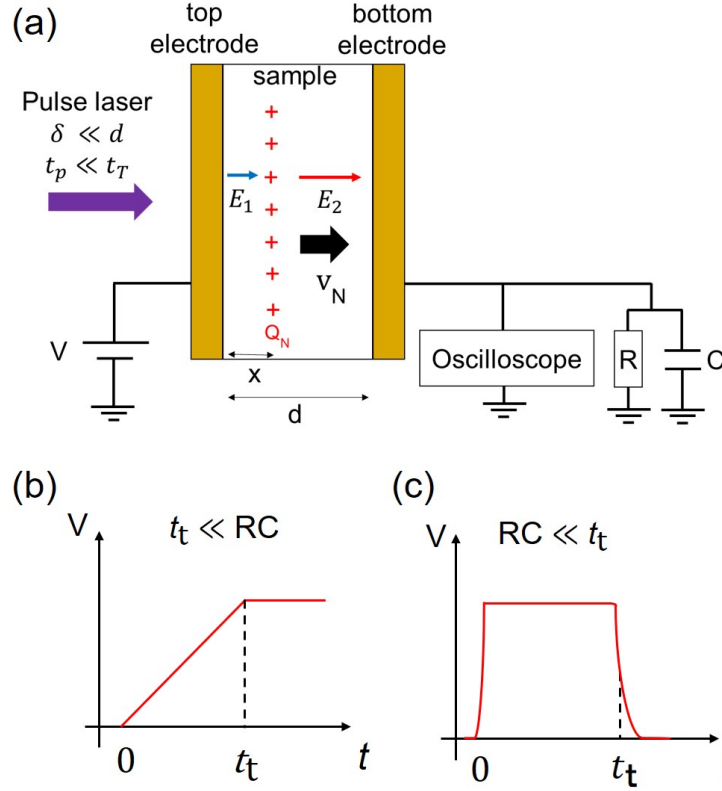 (a)
top
electrode
bottom
electrode
sample
Pulse laser
δ ≪ d
t_p ≪ t_T
E_1
E_2
v_N
Q_N
V
x
d
Oscilloscope
R
C
(b)
V
t_t ≪ RC
0
t_t
t
(c)
V
RC ≪ t_t
0
t_t